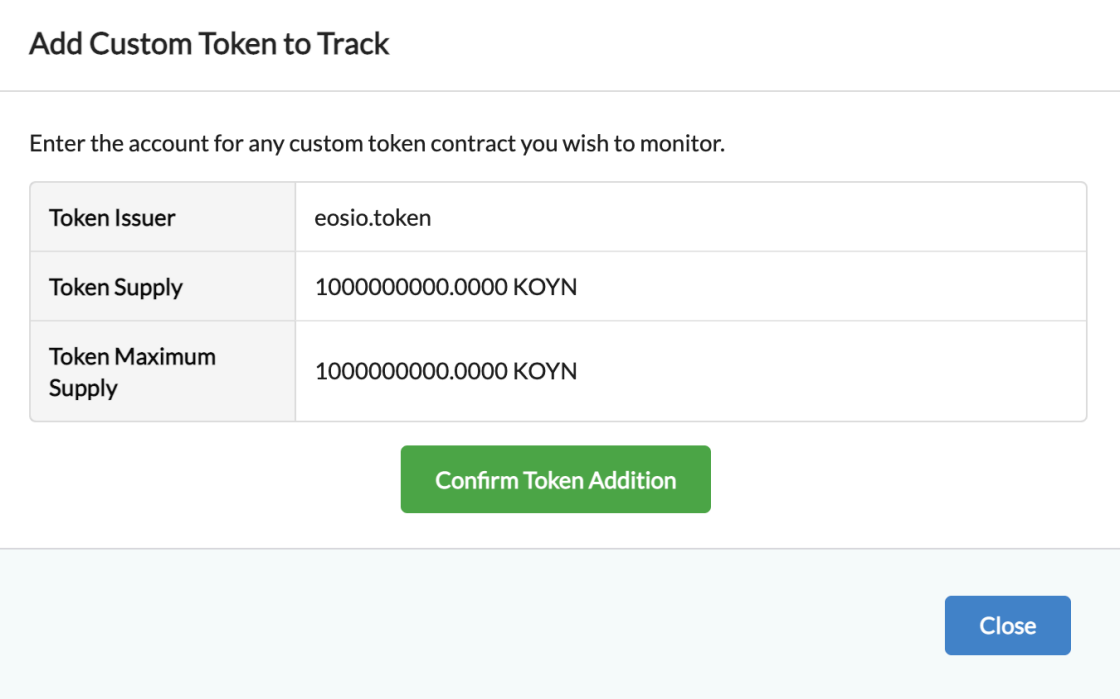 Add Custom Token to Track
Enter the account for any custom token contract you wish to monitor.
Token Issuer
eosio.token
Token Supply
1000000000.0000 KOYN
Token Maximum
Supply
1000000000.0000 KOYN
Confirm Token Addition
Close